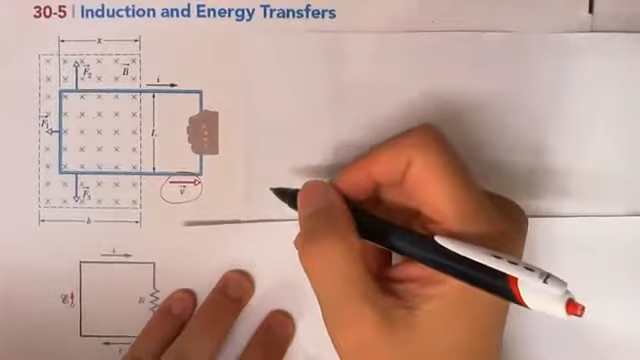 30-5 | Induction and Energy Transfers
x
F₂
B
i
F₁
L
F₃
v
b
i
R
i